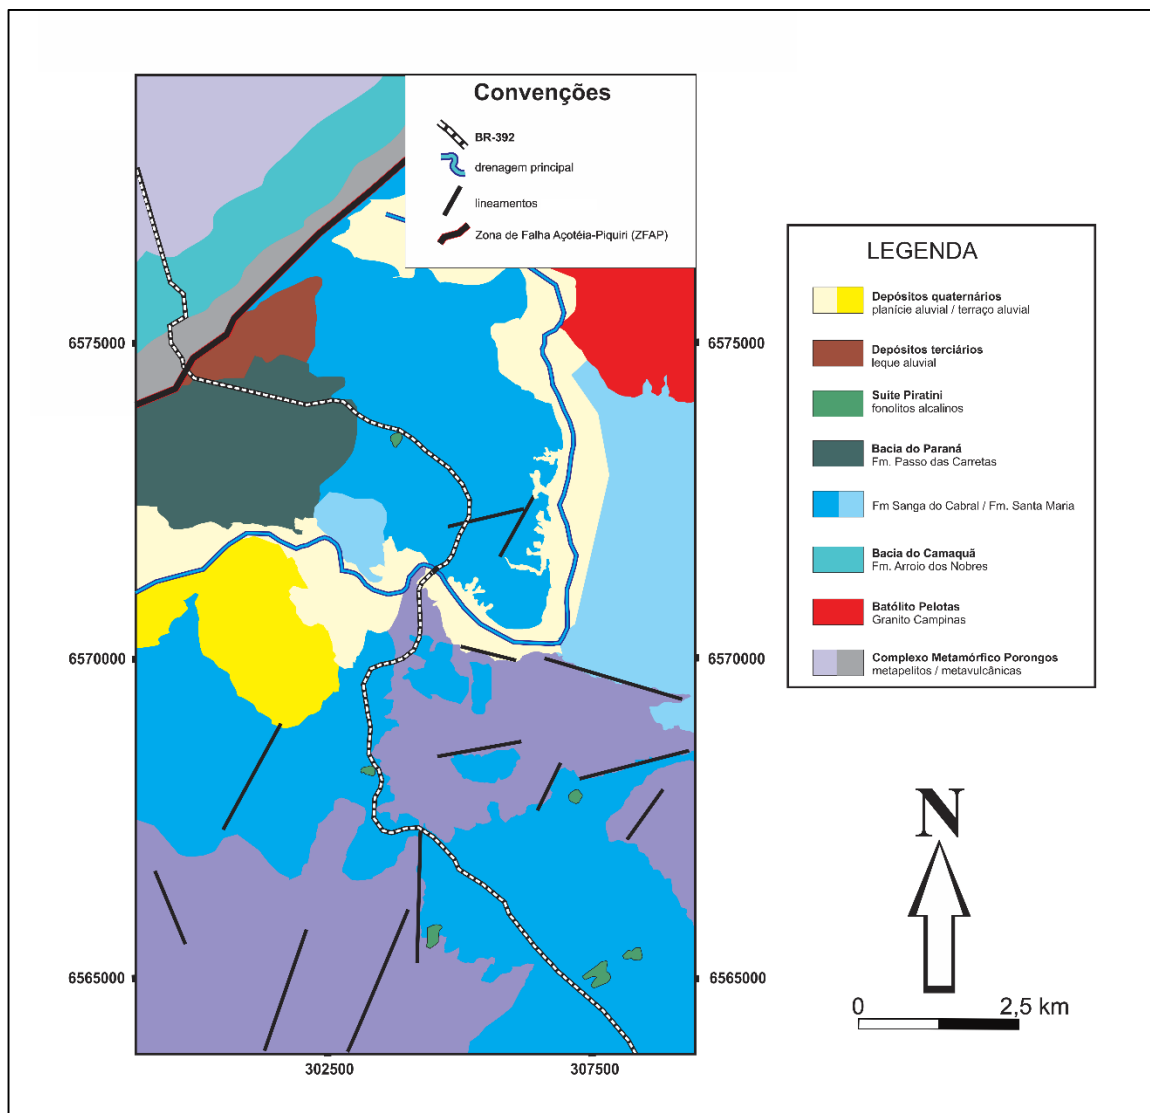 Convenções
BR-392
drenagem principal
lineamentos
Zona de Falha Açotéia-Piquiri (ZFAP)
6575000
6570000
6565000
6575000
6570000
6565000
302500
307500
LEGENDA
Depósitos quaternários
planície aluvial / terraço aluvial
Depósitos terciários
leque aluvial
Suite Piratini
fonolitos alcalinos
Bacia do Paraná
Fm. Passo das Carretas
Fm Sanga do Cabral / Fm. Santa Maria
Bacia do Camaquã
Fm. Arroio dos Nobres
Batólito Pelotas
Granito Campinas
Complexo Metamórfico Porongos
metapelitos / metavulcânicas
N
0
2,5 km